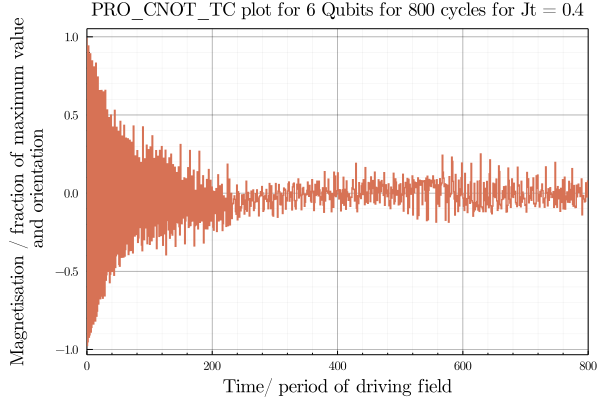 PRO_CNOT_TC plot for 6 Qubits for 800 cycles for Jt = 0.4
Magnetisation / fraction of maximum value
and orientation
1.0
0.5
0.0
−0.5
−1.0
0
200
400
600
800
Time/ period of driving field